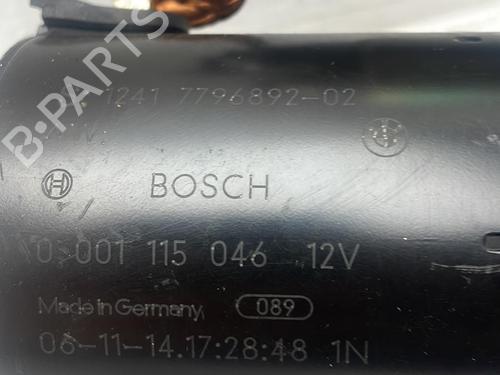 1241 7796892-02
B-PARTS
BOSCH
0 001 115 046 12V
Made in Germany 089
06-11-14.17:28:48 1N